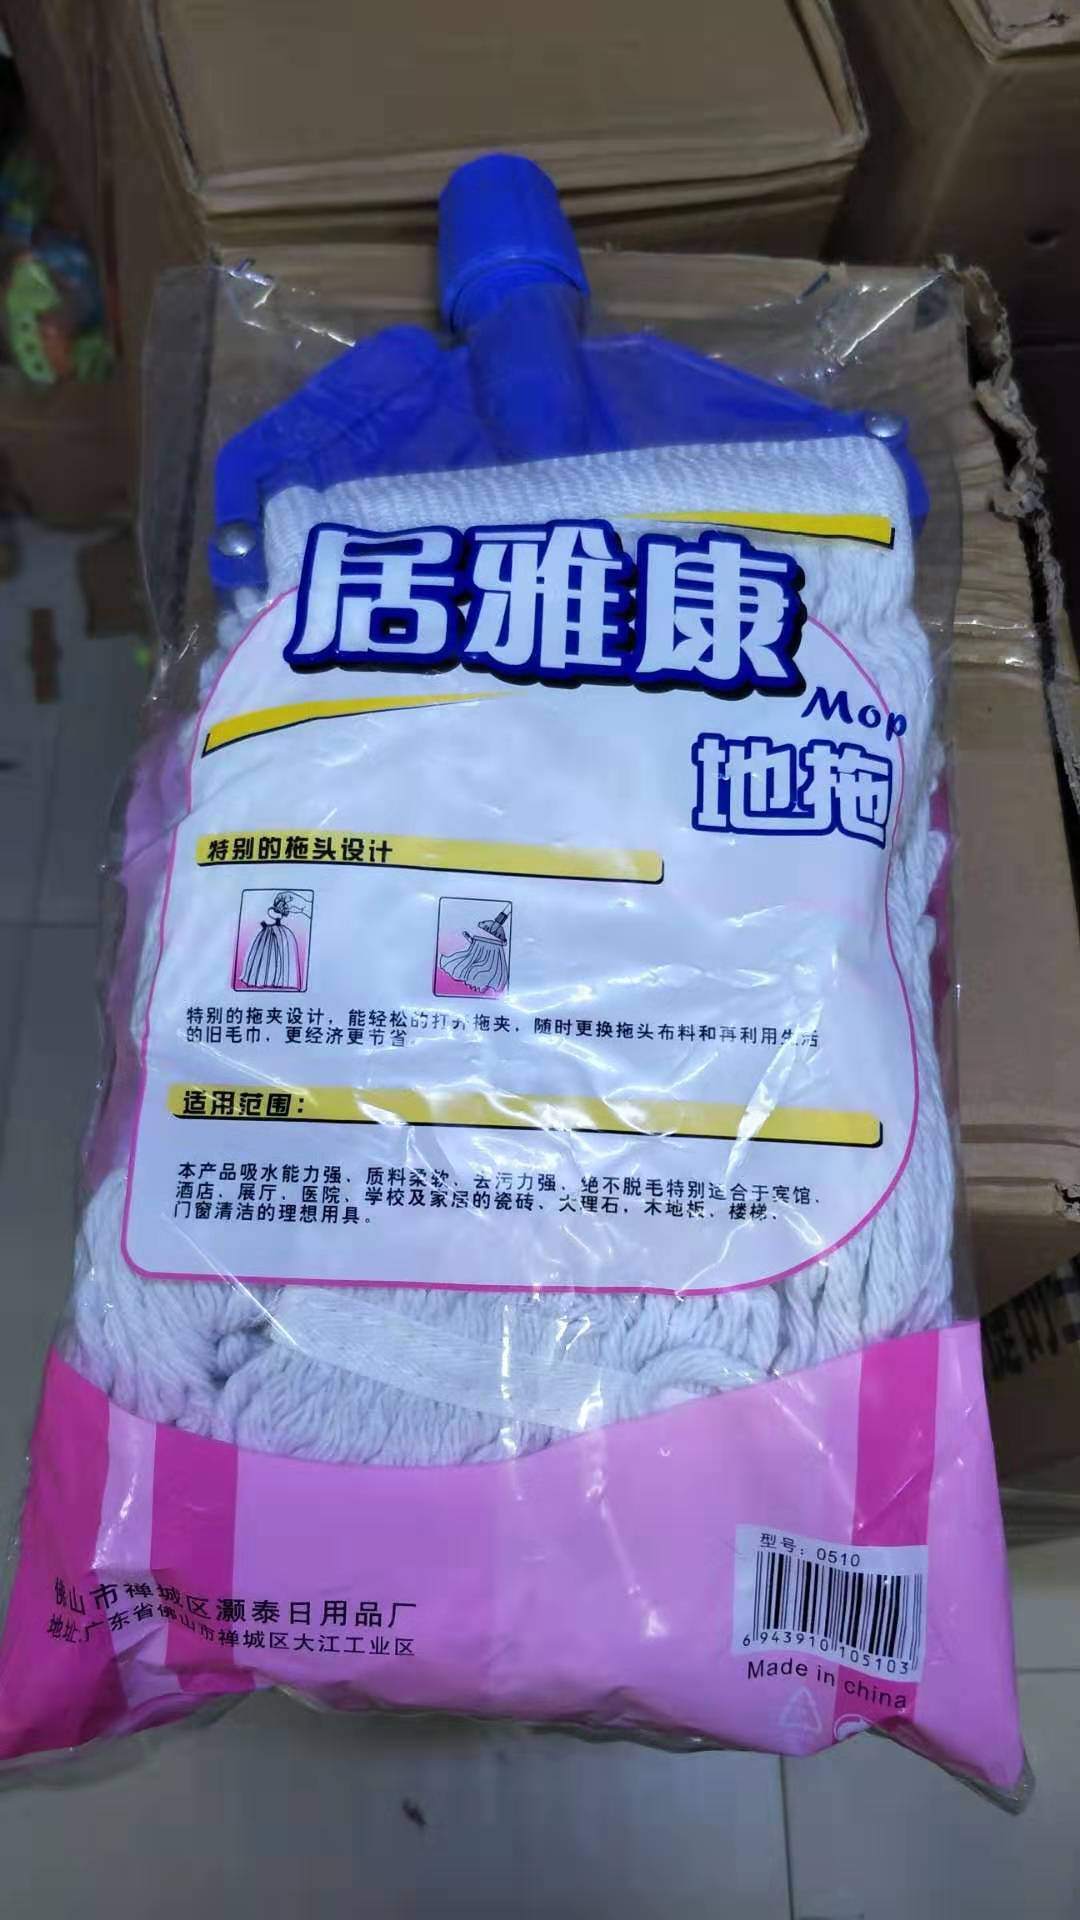 居雅康
Mop
地拖
特别的拖头设计
特别的拖夹设计，能轻松的打开拖夹，随时更换拖头布料和再利用生活
的旧毛巾，更经济更节省。
适用范围：
本产品吸水能力强、质料柔软、去污力强、绝不脱毛特别适合于宾馆、
酒店、展厅、医院、学校及家居的瓷砖、大理石，木地板、楼梯、
门窗清洁的理想用具。
型号：0510
6 943910 105103
Made in china
佛山市禅城区灏泰日用品厂
地址:广东省佛山市禅城区大江工业区